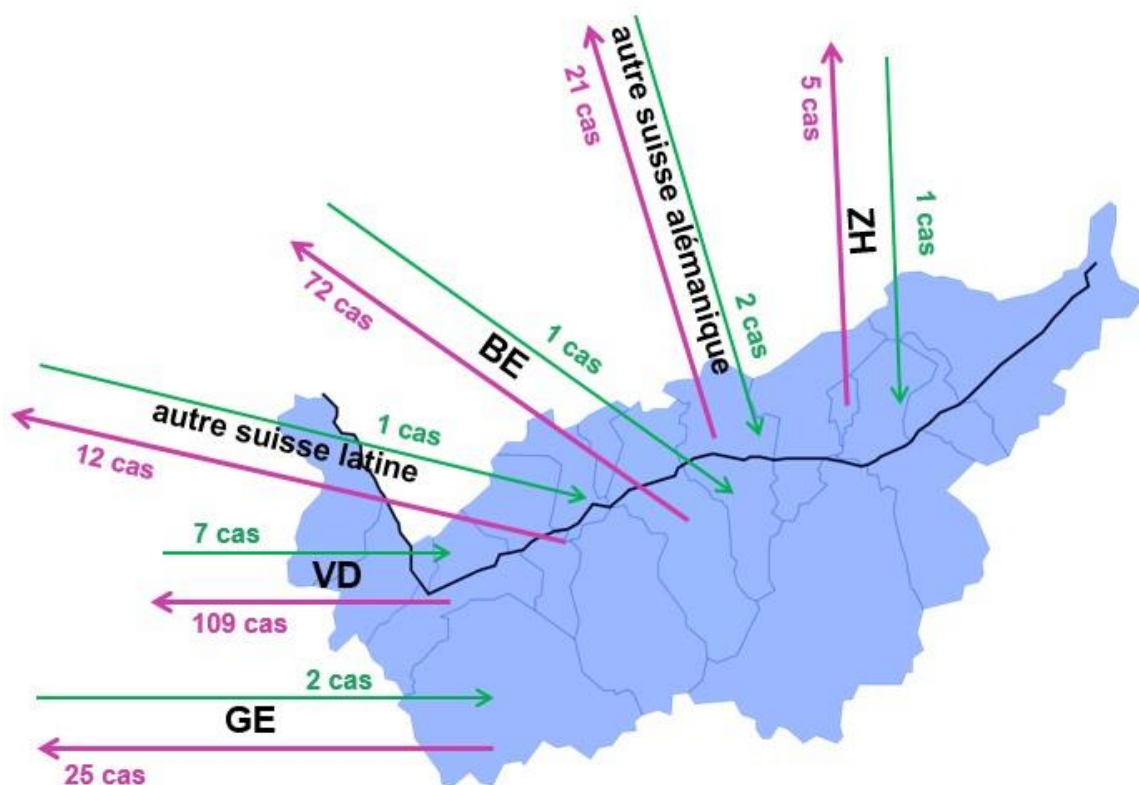 21 cas
autre suisse alémanique
2 cas
5 cas
ZH
1 cas
72 cas
BE
1 cas
12 cas
autre suisse latine
1 cas
7 cas
VD
109 cas
2 cas
GE
25 cas